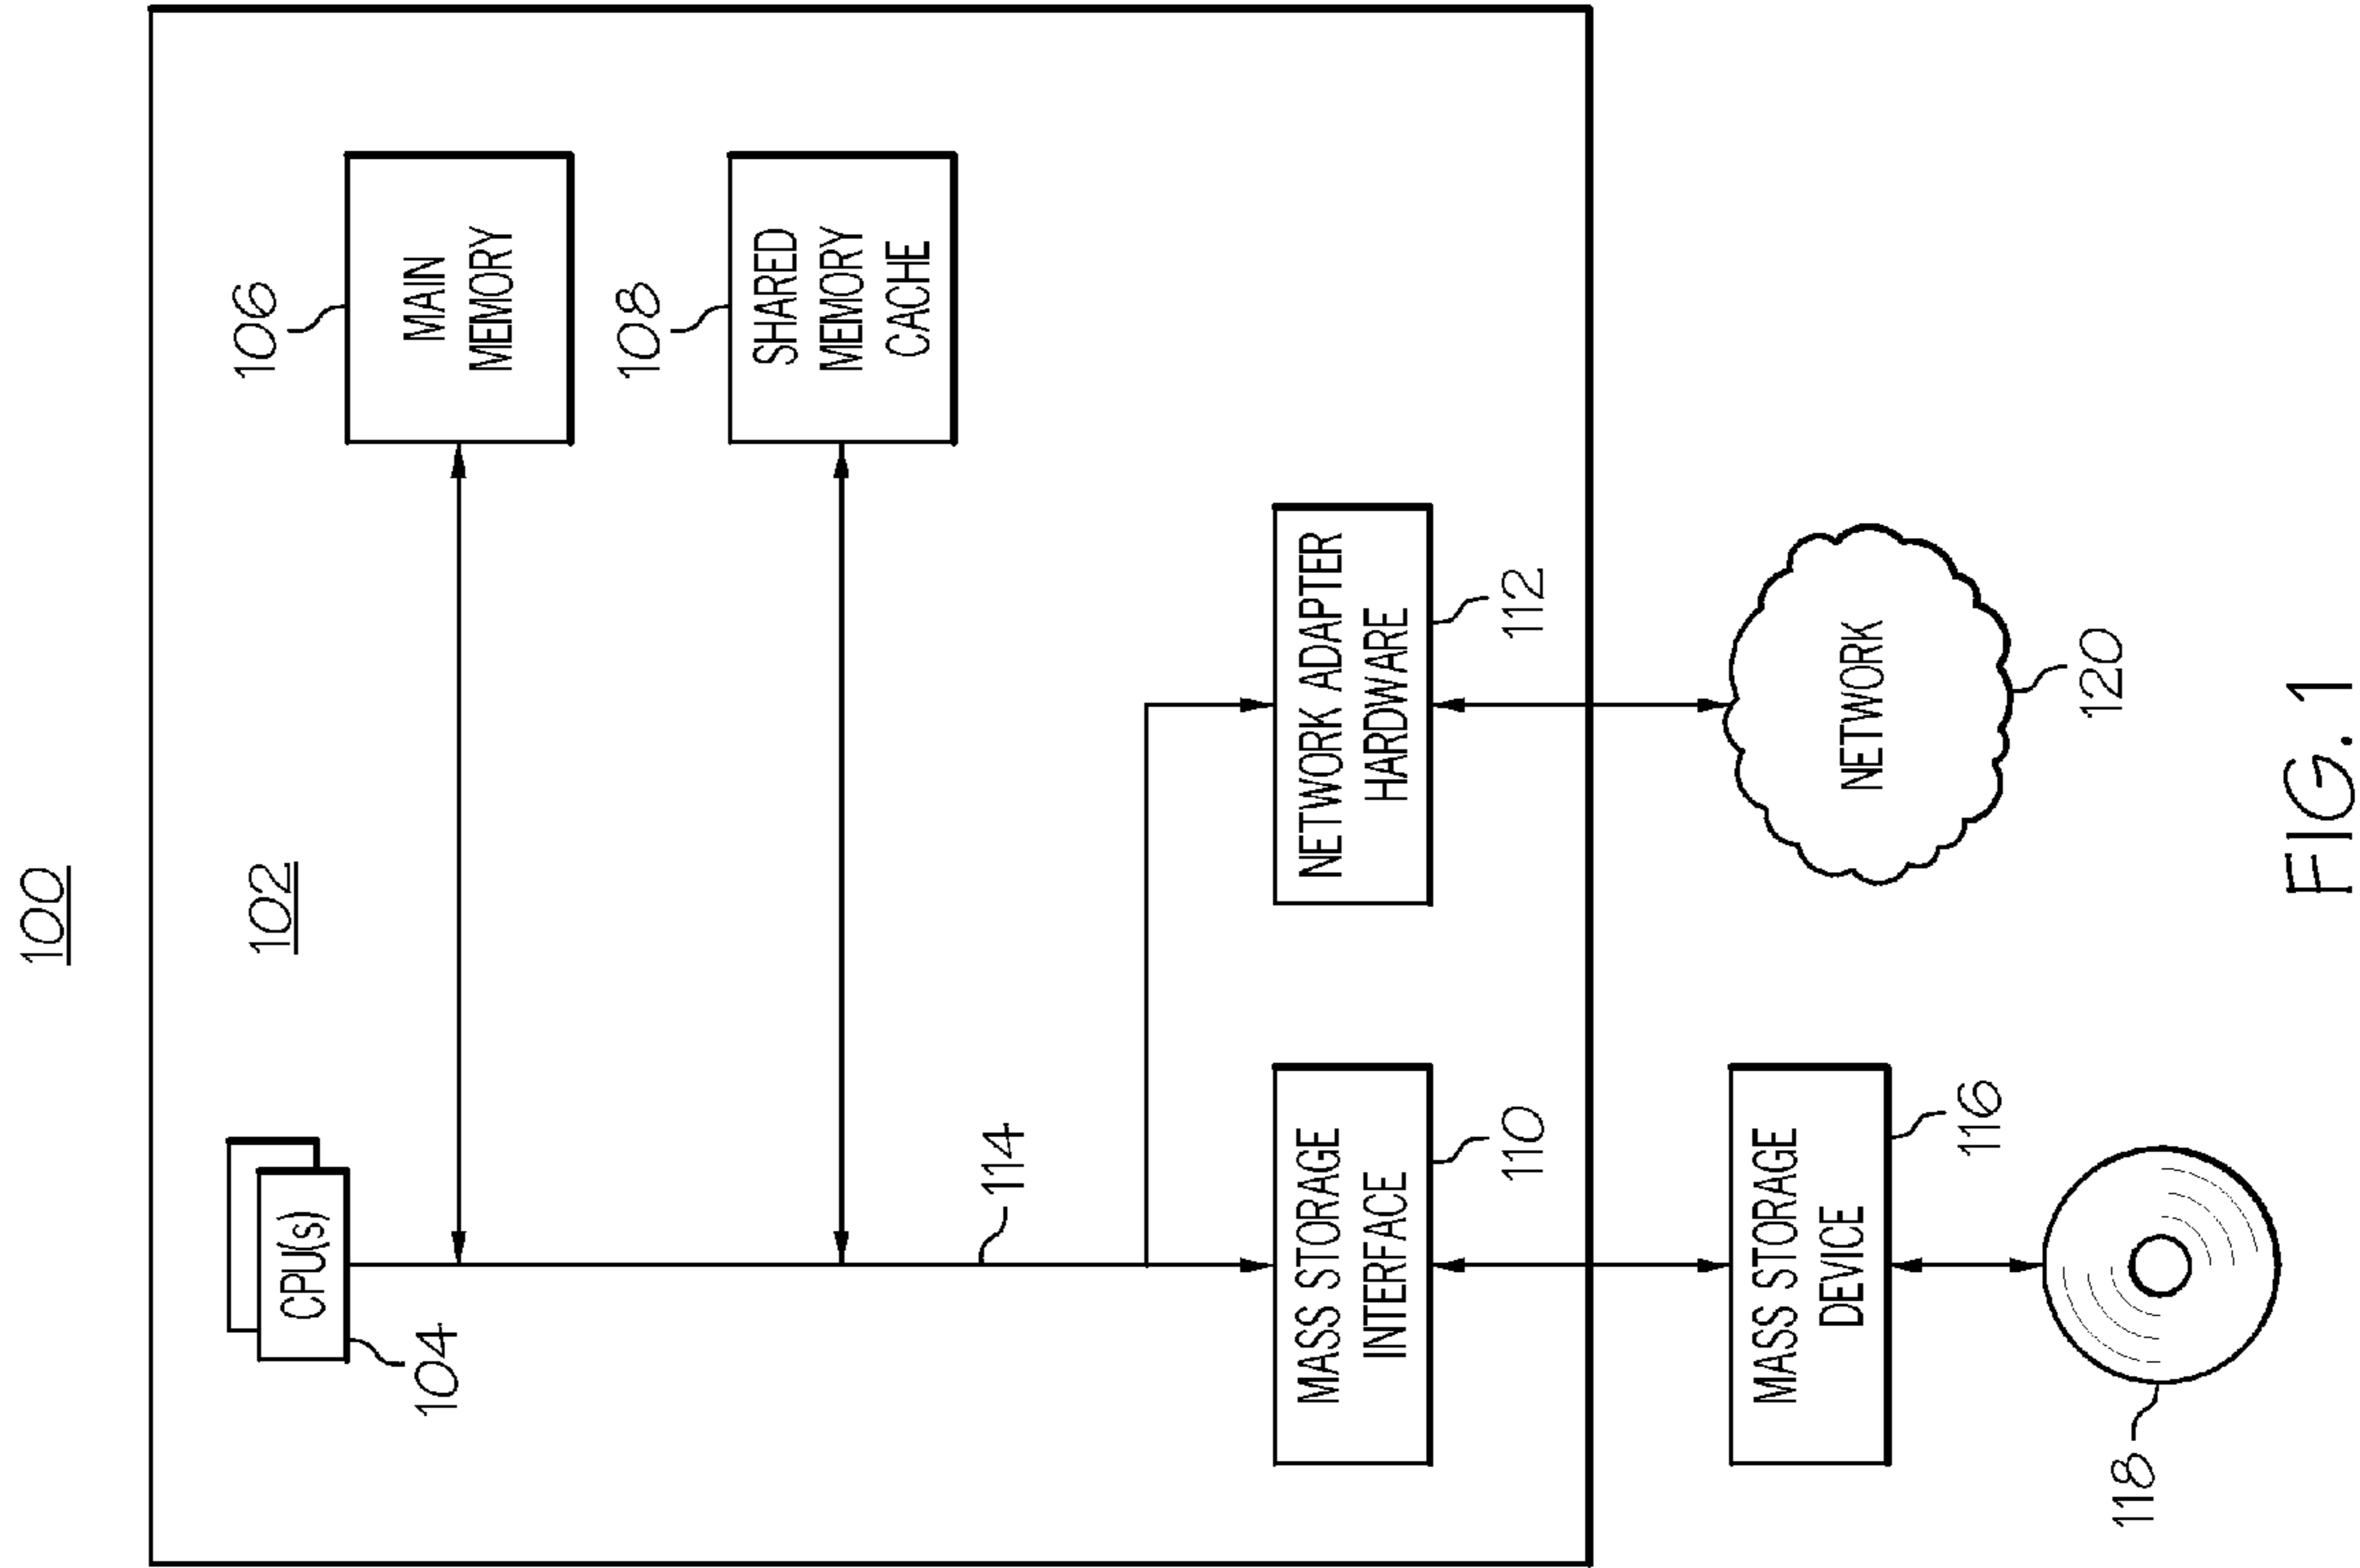 100
102
CPU(s)
104
106
MAIN
MEMORY
108
SHARED
MEMORY
CACHE
114
MASS STORAGE
INTERFACE
110
NETWORK ADAPTER
HARDWARE
112
MASS STORAGE
DEVICE
116
NETWORK
120
118
FIG. 1